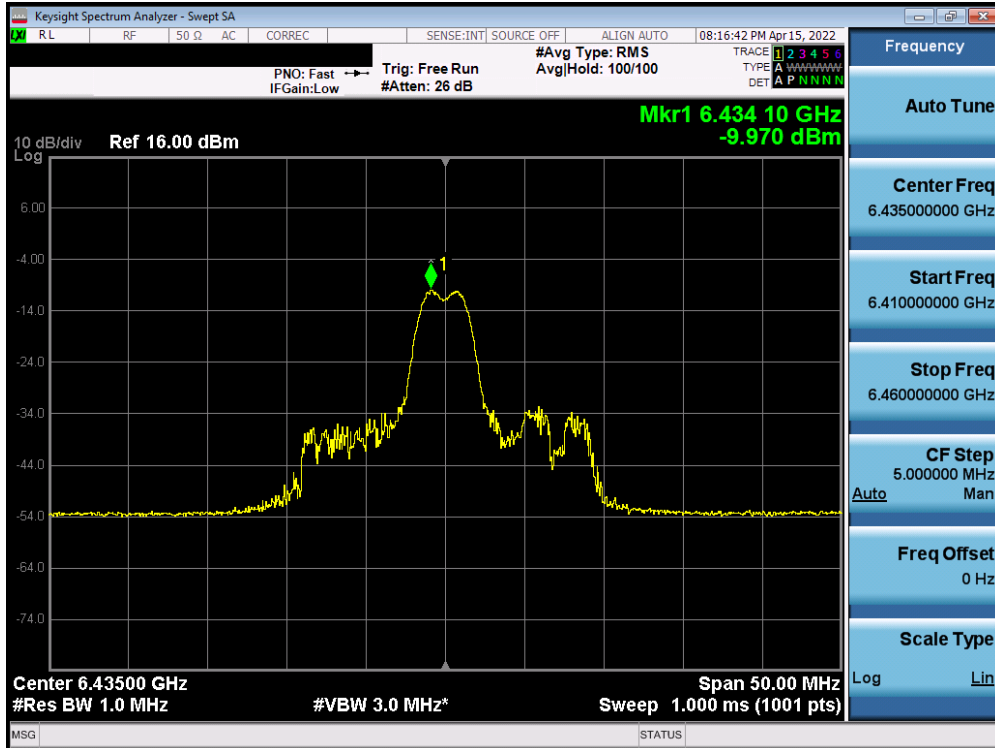 Keysight Spectrum Analyzer - Swept SA
LXI RL RF 50 Ω AC CORREC SENSE:INT SOURCE OFF ALIGN AUTO 08:16:42 PM Apr 15, 2022
PNO: Fast
IFGain:Low
Trig: Free Run
#Atten: 26 dB
#Avg Type: RMS
Avg|Hold: 100/100
TRACE 1 2 3 4 5 6
TYPE A WWWWW
DET A P N N N N
Mkr1 6.434 10 GHz
-9.970 dBm
10 dB/div Ref 16.00 dBm
Log
6.00
-4.00
-14.0
-24.0
-34.0
-44.0
-54.0
-64.0
-74.0
1
Center 6.43500 GHz
#Res BW 1.0 MHz
#VBW 3.0 MHz*
Span 50.00 MHz
Sweep 1.000 ms (1001 pts)
MSG
STATUS
Frequency
Auto Tune
Center Freq
6.435000000 GHz
Start Freq
6.410000000 GHz
Stop Freq
6.460000000 GHz
CF Step
5.000000 MHz
Auto Man
Freq Offset
0 Hz
Scale Type
Log Lin